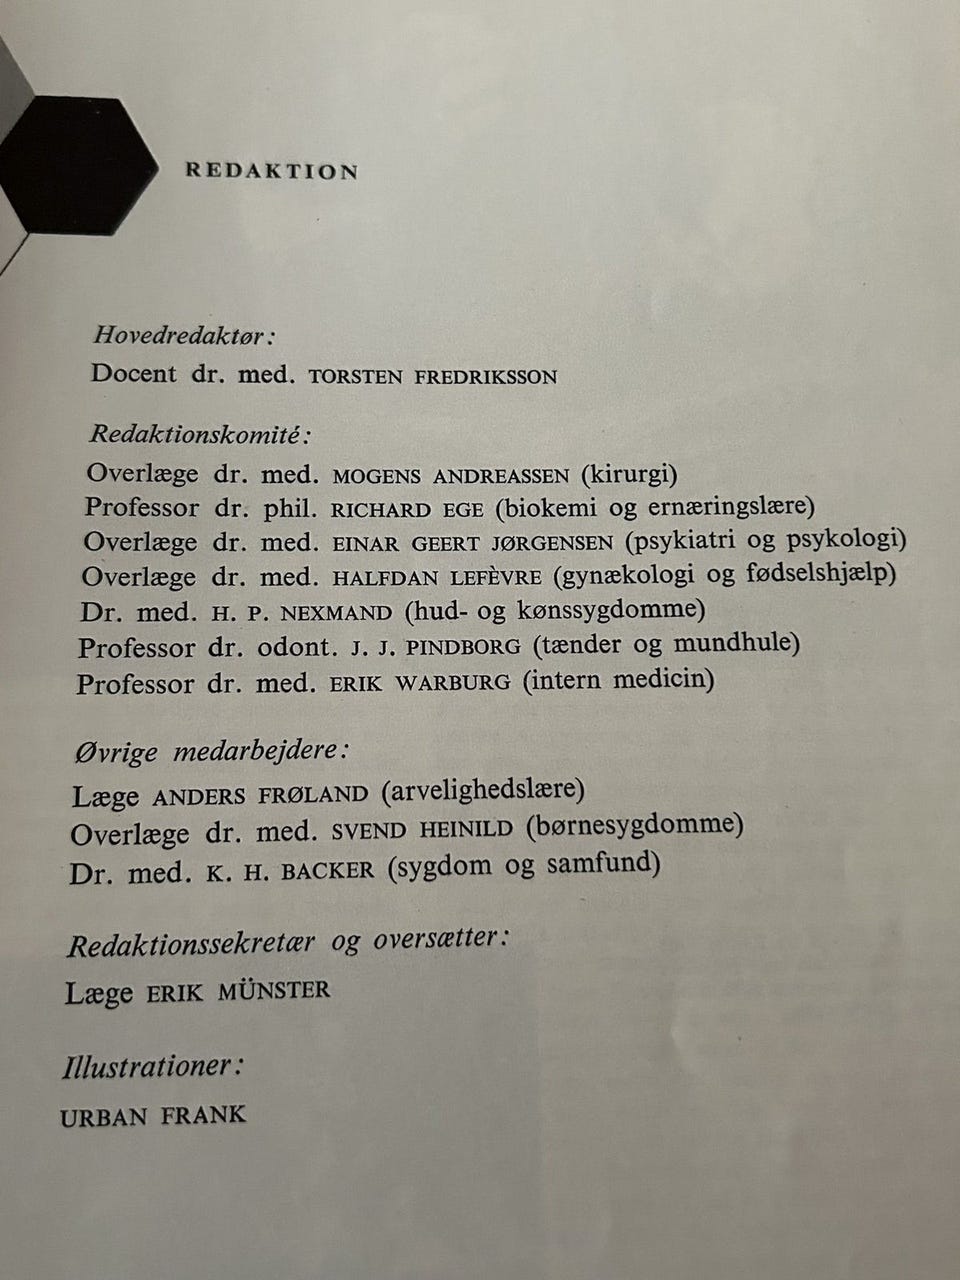 REDAKTION
Hovedredaktør:
Docent dr. med. TORSTEN FREDRIKSSON
Redaktionskomité:
Overlæge dr. med. MOGENS ANDREASSEN (kirurgi)
Professor dr. phil. RICHARD EGE (biokemi og ernæringslære)
Overlæge dr. med. EINAR GEERT JØRGENSEN (psykiatri og psykologi)
Overlæge dr. med. HALFDAN LEFÈVRE (gynækologi og fødselshjælp)
Dr. med. H. P. NEXMAND (hud- og kønssygdomme)
Professor dr. odont. J. J. PINDBORG (tænder og mundhule)
Professor dr. med. ERIK WARBURG (intern medicin)
Øvrige medarbejdere:
Læge ANDERS FRØLAND (arvelighedslære)
Overlæge dr. med. SVEND HEINILD (børnesygdomme)
Dr. med. K. H. BACKER (sygdom og samfund)
Redaktionssekretær og oversætter:
Læge ERIK MÜNSTER
Illustrationer:
URBAN FRANK